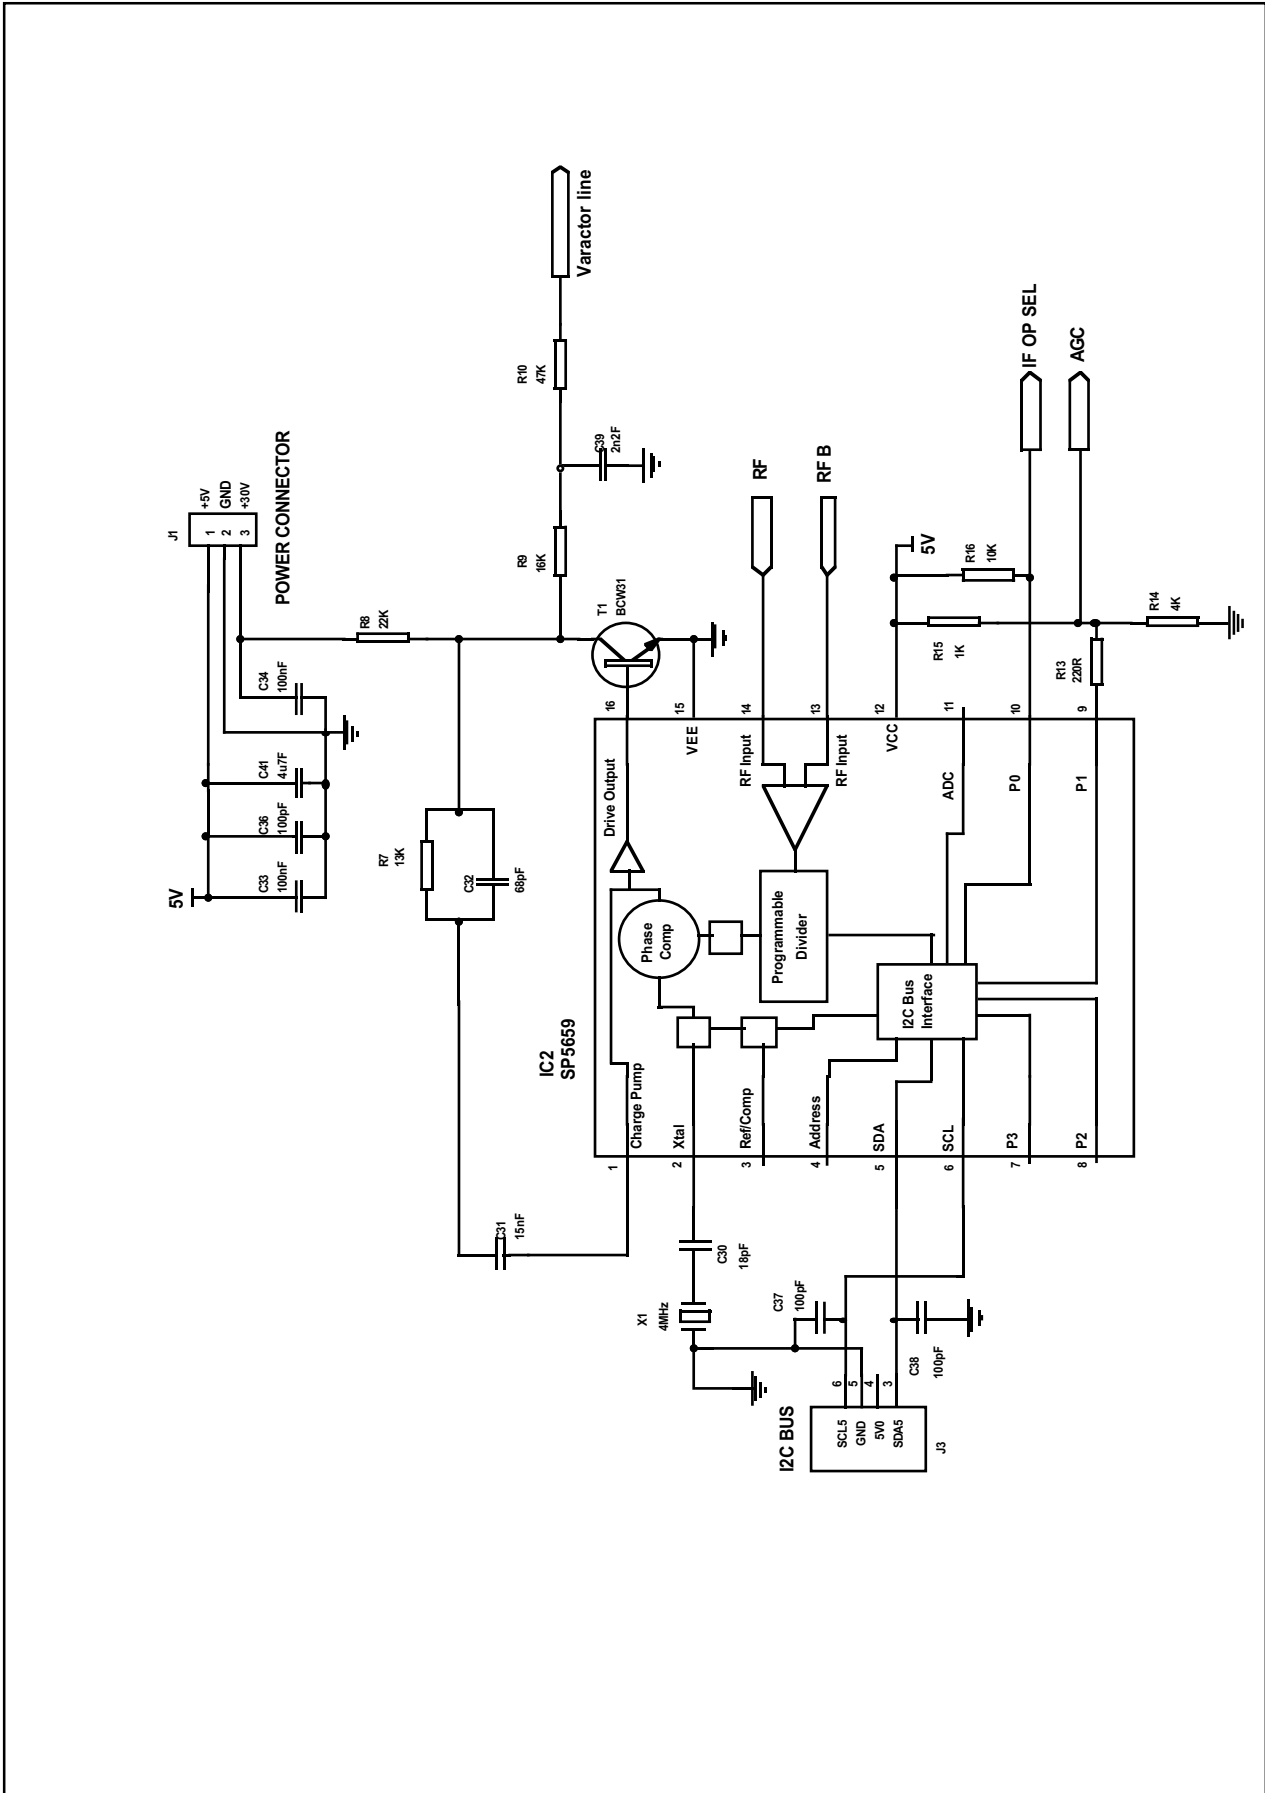 I2C BUS
SCL5
GND
5V0
SDA5
J3
6
5
4
3
C37
100pF
C38
100pF
X1
4MHz
C30
18pF
C31
15nF
IC2
SP5659
1
2
3
4
5
6
7
8
Charge Pump
Xtal
Ref/Comp
Address
SDA
SCL
P3
P2
Phase
Comp
Programmable
Divider
I2C Bus
Interface
Drive Output
VEE
RF Input
RF Input
VCC
ADC
P0
P1
16
15
14
13
12
11
10
9
R7
13K
C32
68pF
5V
C33
100nF
C36
100pF
C41
4u7F
C34
100nF
J1
1
2
3
+5V
GND
+30V
POWER CONNECTOR
R8
22K
T1
BCW31
R9
16K
C39
2n2F
R10
47K
Varactor line
RF
RF B
5V
R16
10K
R15
1K
R13
220R
R14
4K
IF OP SEL
AGC